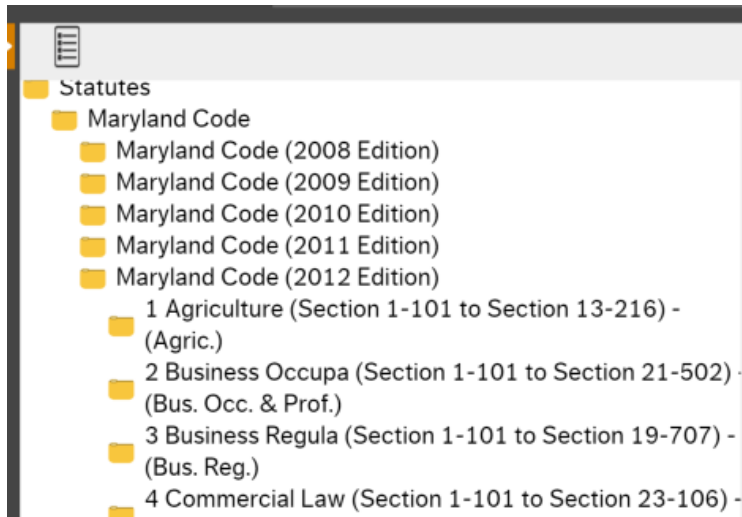 Statutes
Maryland Code
Maryland Code (2008 Edition)
Maryland Code (2009 Edition)
Maryland Code (2010 Edition)
Maryland Code (2011 Edition)
Maryland Code (2012 Edition)
1 Agriculture (Section 1-101 to Section 13-216) -
(Agric.)
2 Business Occupa (Section 1-101 to Section 21-502) -
(Bus. Occ. & Prof.)
3 Business Regula (Section 1-101 to Section 19-707) -
(Bus. Reg.)
4 Commercial Law (Section 1-101 to Section 23-106) -